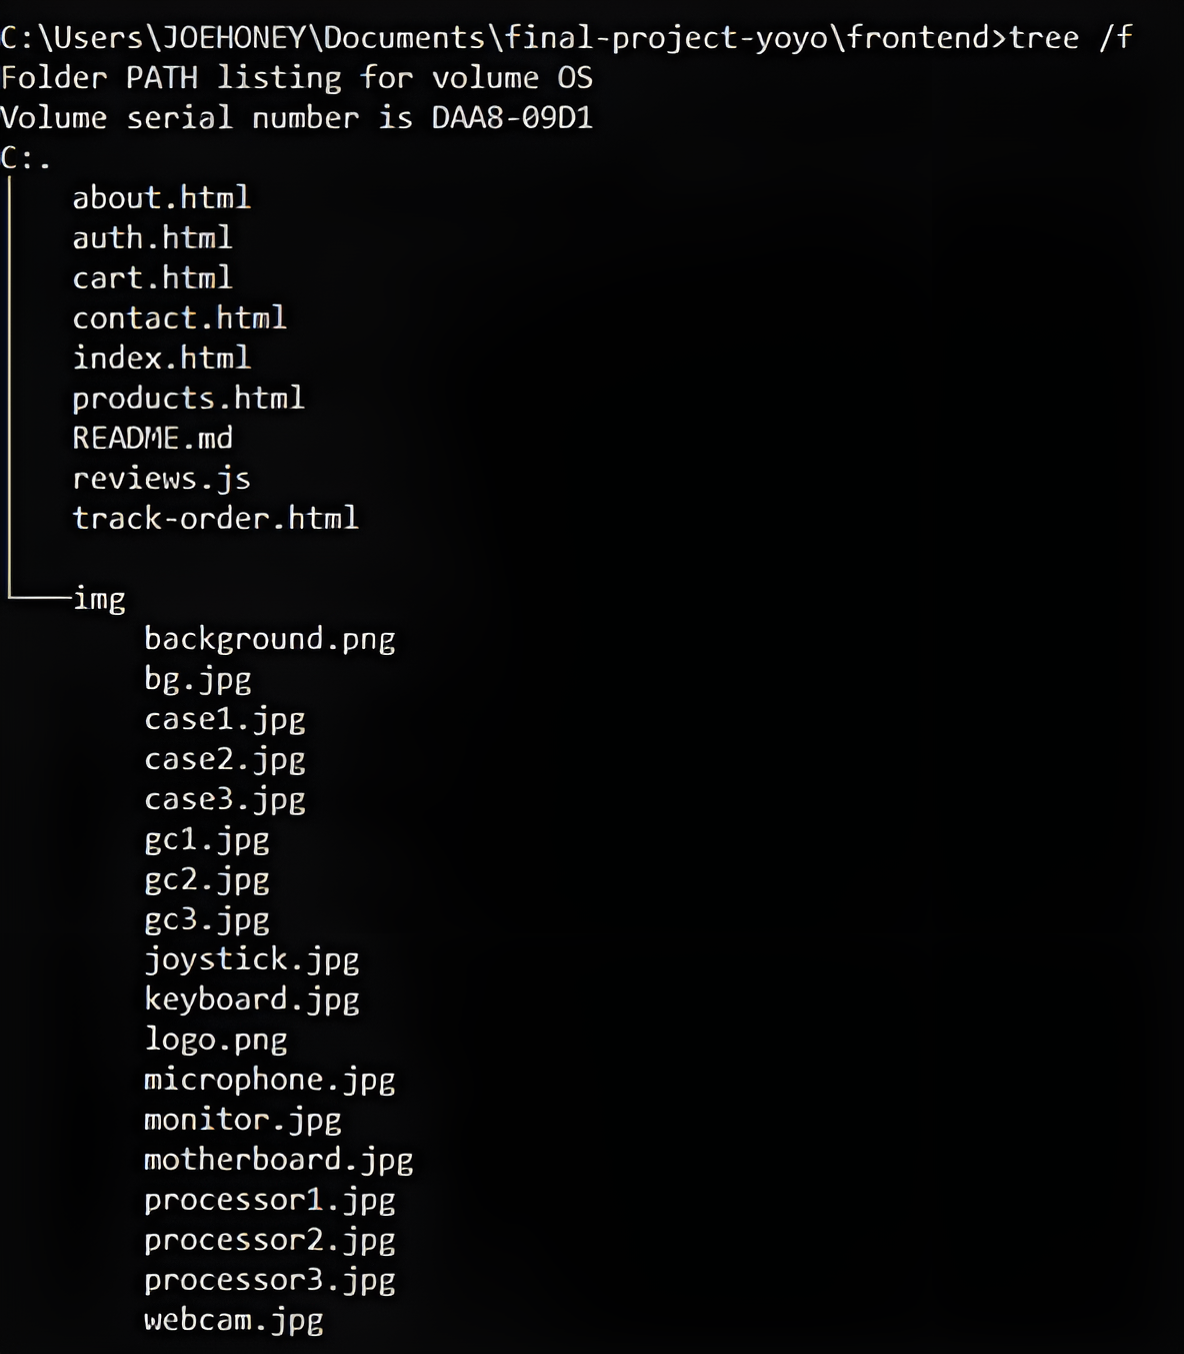 C:\Users\JOEHONEY\Documents\final-project-yoyo\frontend>tree /f
Folder PATH listing for volume OS
Volume serial number is DAA8-09D1
C:.
about.html
auth.html
cart.html
contact.html
index.html
products.html
README.md
reviews.js
track-order.html
img
background.png
bg.jpg
case1.jpg
case2.jpg
case3.jpg
gc1.jpg
gc2.jpg
gc3.jpg
joystick.jpg
keyboard.jpg
logo.png
microphone.jpg
monitor.jpg
motherboard.jpg
processor1.jpg
processor2.jpg
processor3.jpg
webcam.jpg